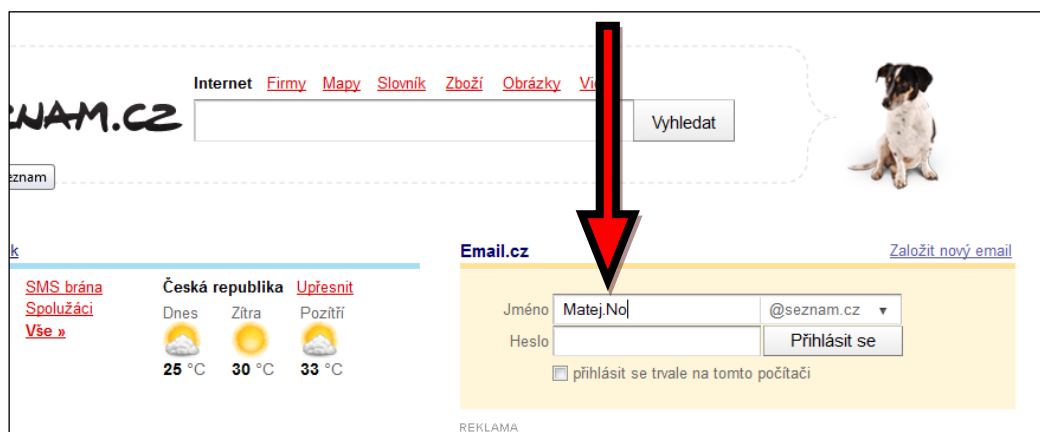 Internet Firmy Mapy Slovník Zboží Obrázky
ZNAM.CZ
Vyhledat
eznam
k
Email.cz Založit nový email
SMS brána
Spolužáci
Vše »
Česká republika Upřesnit
Dnes Zítra Pozítří
25 °C 30 °C 33 °C
Jméno Matej.No @seznam.cz ▼
Heslo Přihlásit se
přihlásit se trvale na tomto počítači
REKLAMA